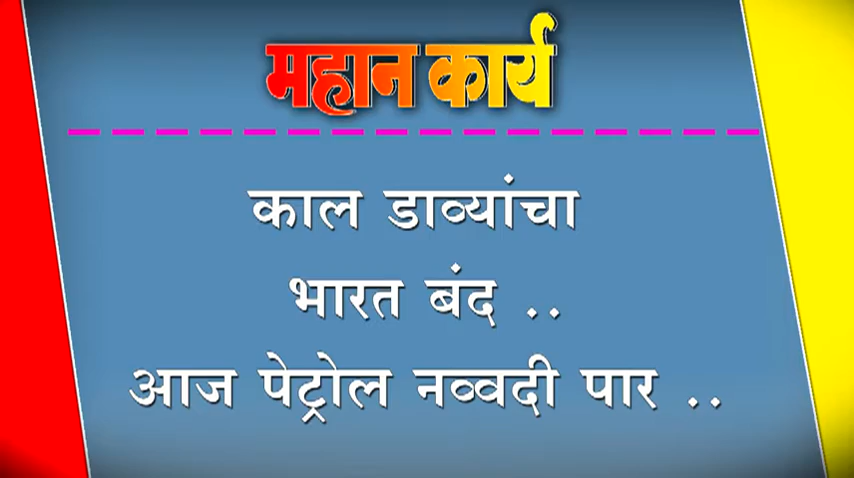 महान कार्य
काल डाव्यांचा
भारत बंद ..
आज पेट्रोल नव्वदी पार ..